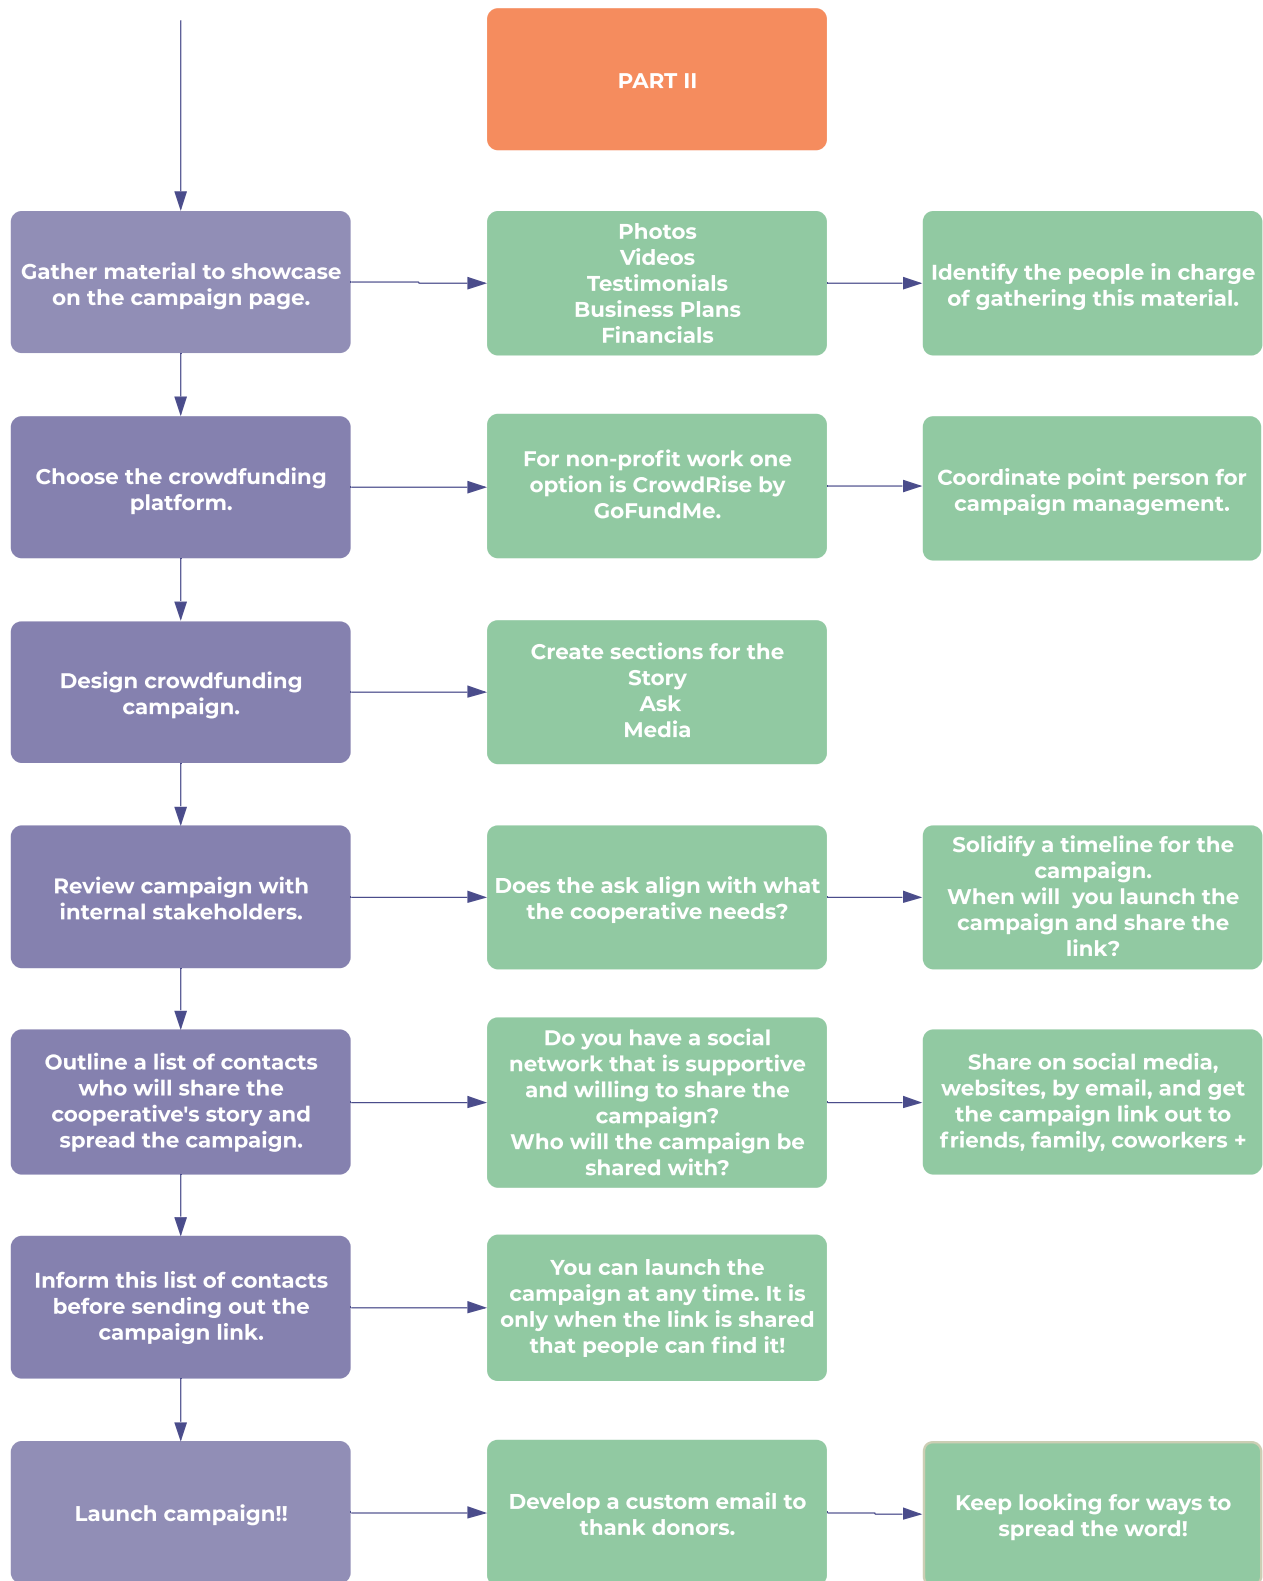 PART II
Gather material to showcase
on the campaign page.
Photos
Videos
Testimonials
Business Plans
Financials
Identify the people in charge
of gathering this material.
Choose the crowdfunding
platform.
For non-profit work one
option is CrowdRise by
GoFundMe.
Coordinate point person for
campaign management.
Design crowdfunding
campaign.
Create sections for the
Story
Ask
Media
Review campaign with
internal stakeholders.
Does the ask align with what
the cooperative needs?
Solidify a timeline for the
campaign.
When will  you launch the
campaign and share the
link?
Outline a list of contacts
who will share the
cooperative's story and
spread the campaign.
Do you have a social
network that is supportive
and willing to share the
campaign?
Who will the campaign be
shared with?
Share on social media,
websites, by email, and get
the campaign link out to
friends, family, coworkers +
Inform this list of contacts
before sending out the
campaign link.
You can launch the
campaign at any time. It is
only when the link is shared
that people can find it!
Launch campaign!!
Develop a custom email to
thank donors.
Keep looking for ways to
spread the word!